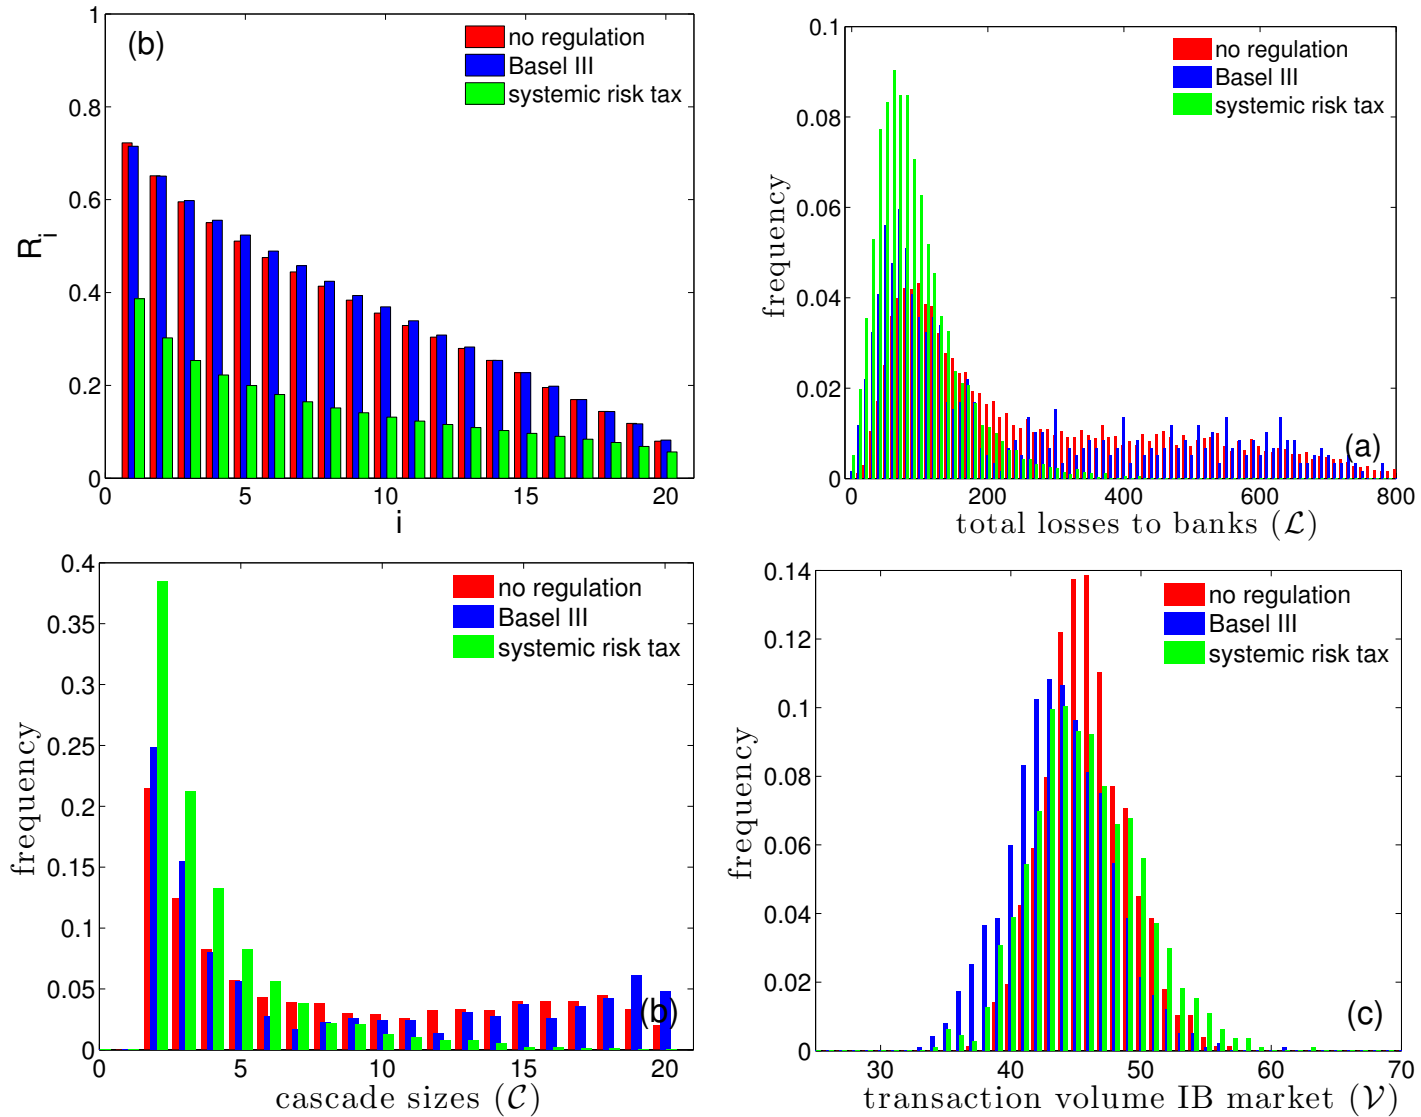 1
0.8
0.6
0.4
0.2
0
R_i
(b)
no regulation
Basel III
systemic risk tax
0 5 10 15 20
i
0.1
0.08
0.06
0.04
0.02
0
frequency
no regulation
Basel III
systemic risk tax
(a)
0 200 400 600 800
total losses to banks (ℒ)
0.4
0.35
0.3
0.25
0.2
0.15
0.1
0.05
0
frequency
no regulation
Basel III
systemic risk tax
(b)
0 5 10 15 20
cascade sizes (𝒞)
0.14
0.12
0.1
0.08
0.06
0.04
0.02
0
frequency
no regulation
Basel III
systemic risk tax
(c)
30 40 50 60 70
transaction volume IB market (𝒱)